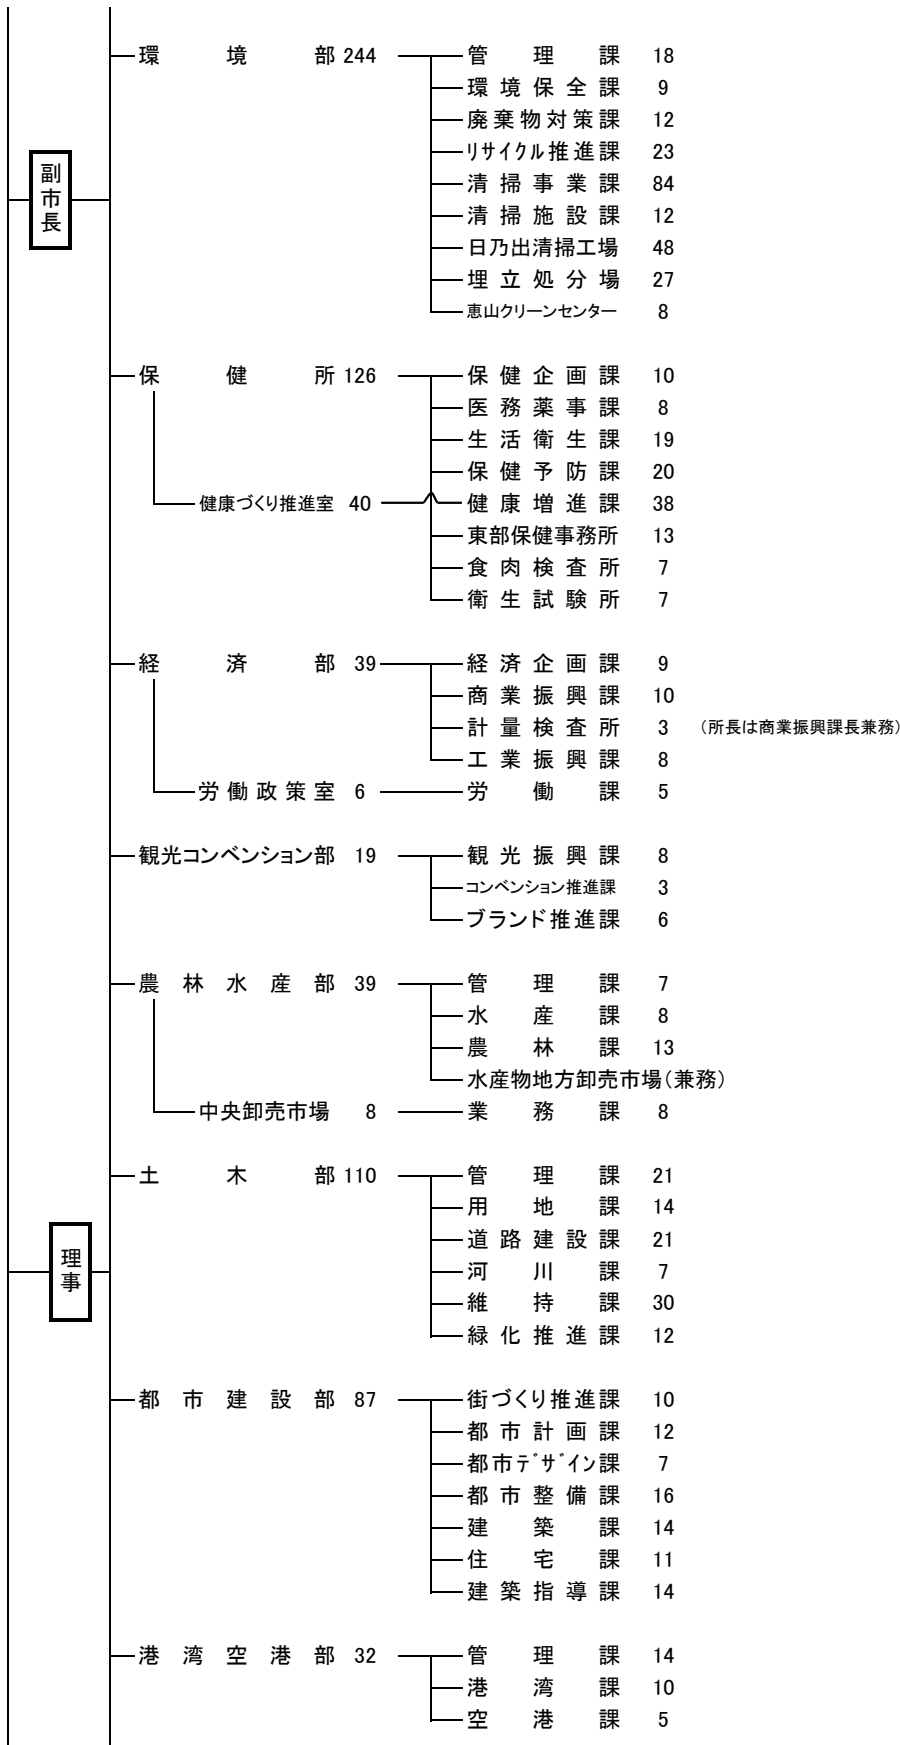 環境部 244 管理課 18
環境保全課 9
廃棄物対策課 12
リサイクル推進課 23
副市長
清掃事業課 84
清掃施設課 12
日乃出清掃工場 48
埋立処分場 27
恵山クリーンセンター 8
保健所 126 保健企画課 10
医務薬事課 8
生活衛生課 19
保健予防課 20
健康づくり推進室 40 健康増進課 38
東部保健事務所 13
食肉検査所 7
衛生試験所 7
経済部 39 経済企画課 9
商業振興課 10
計量検査所 3 (所長は商業振興課長兼務)
工業振興課 8
労働政策室 6 労働課 5
観光コンベンション部 19 観光振興課 8
コンベンション推進課 3
ブランド推進課 6
農林水産部 39 管理課 7
水産課 8
農林課 13
水産物地方卸売市場(兼務)
中央卸売市場 8 業務課 8
土木部 110 管理課 21
用地課 14
道路建設課 21
理事
河川課 7
維持課 30
緑化推進課 12
都市建設部 87 街づくり推進課 10
都市計画課 12
都市デザイン課 7
都市整備課 16
建築課 14
住宅課 11
建築指導課 14
港湾空港部 32 管理課 14
港湾課 10
空港課 5